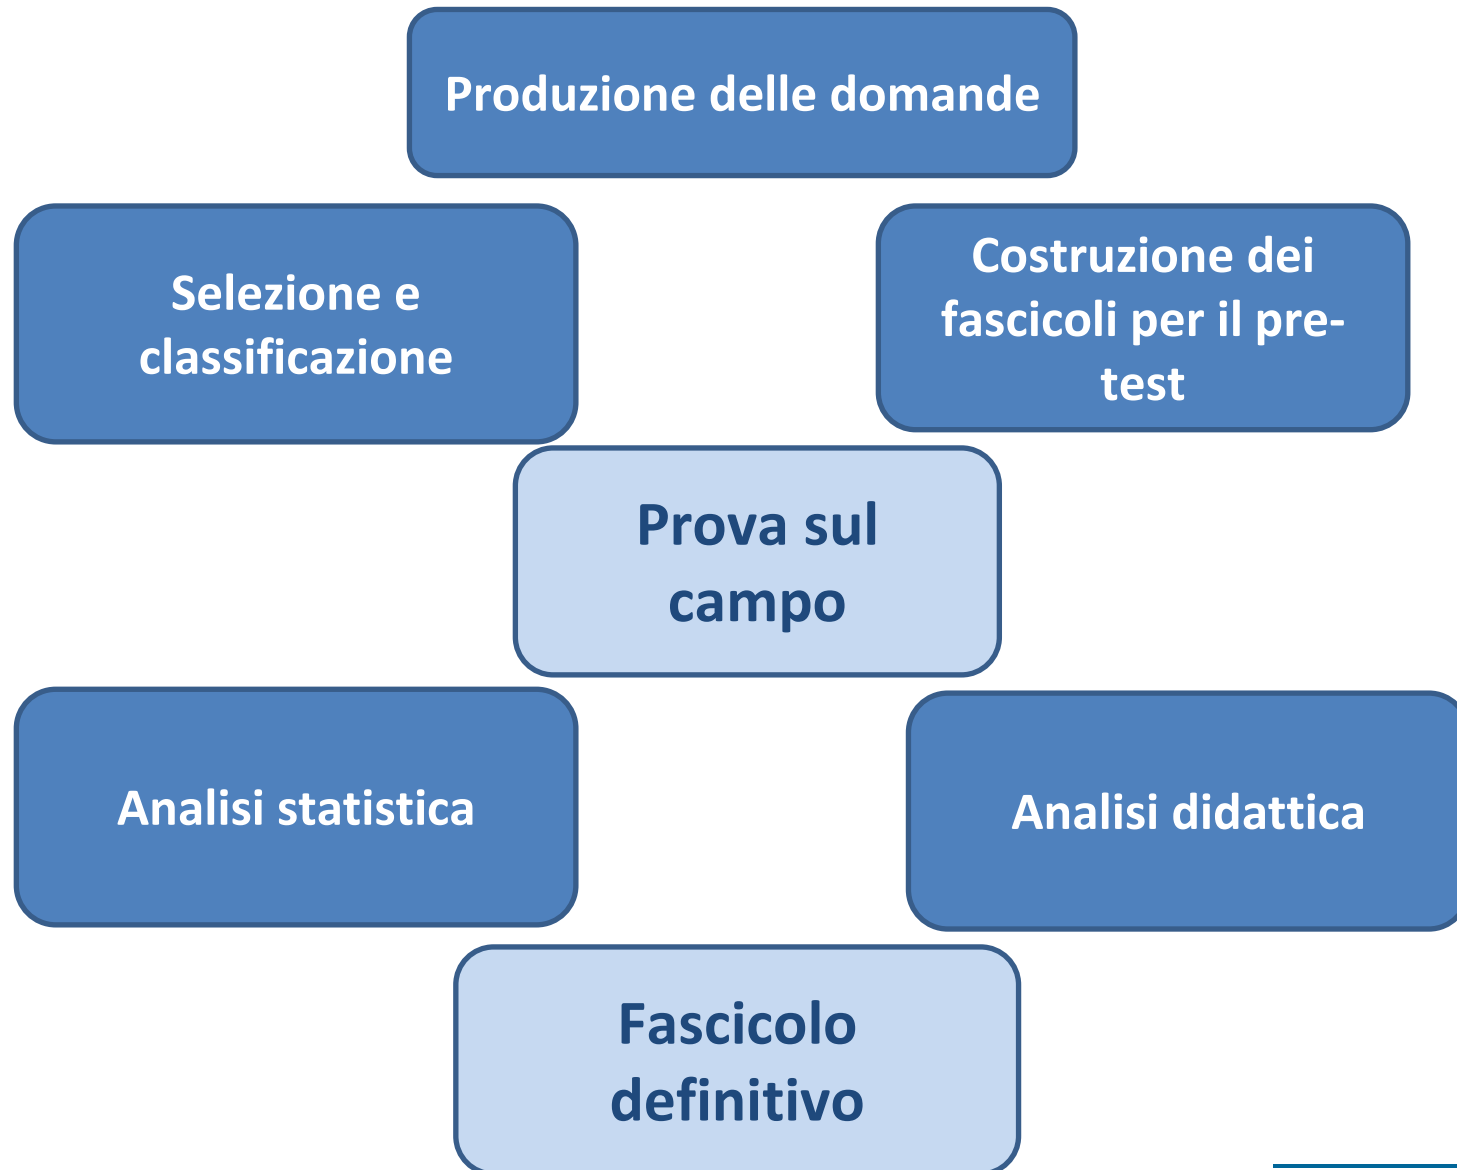 Produzione delle domande
Selezione e
classificazione
Costruzione dei
fascicoli per il pre-
test
Prova sul
campo
Analisi statistica
Analisi didattica
Fascicolo
definitivo